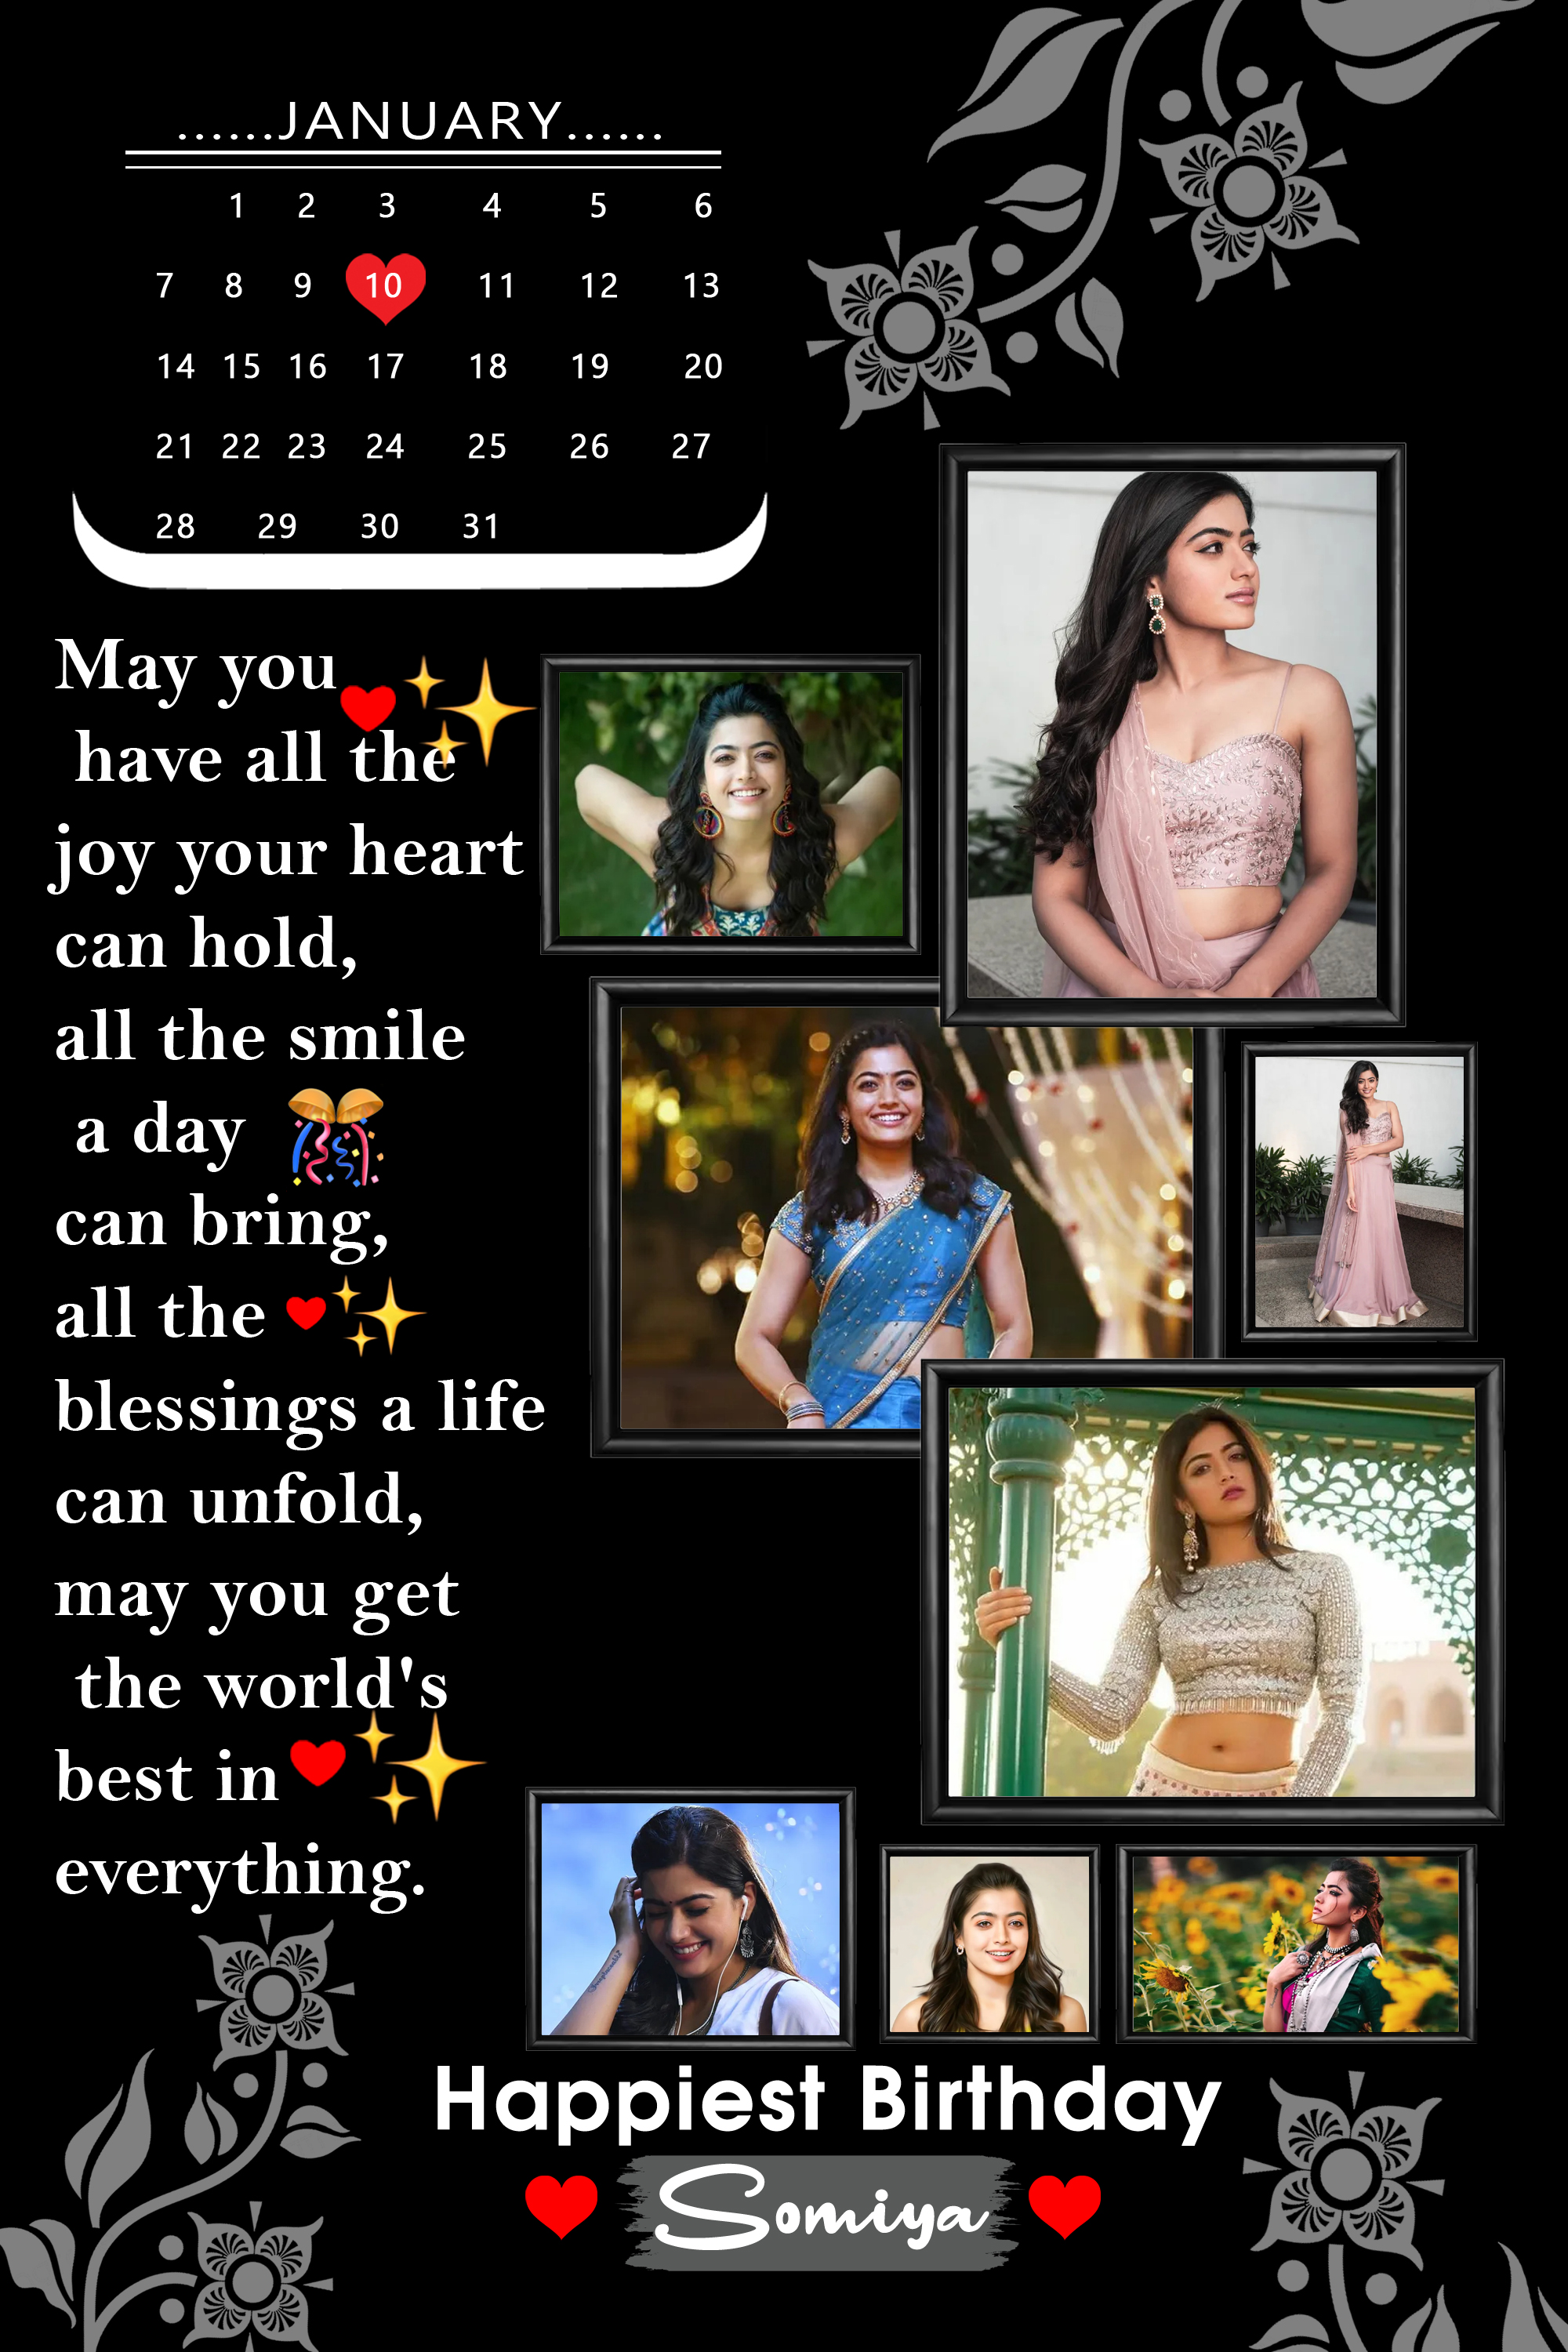 ......JANUARY......
1 2 3 4 5 6
7 8 9 10 11 12 13
14 15 16 17 18 19 20
21 22 23 24 25 26 27
28 29 30 31
May you
have all the
joy your heart
can hold,
all the smile
a day
can bring,
all the
blessings a life
can unfold,
may you get
the world's
best in
everything.
Happiest Birthday
Somiya